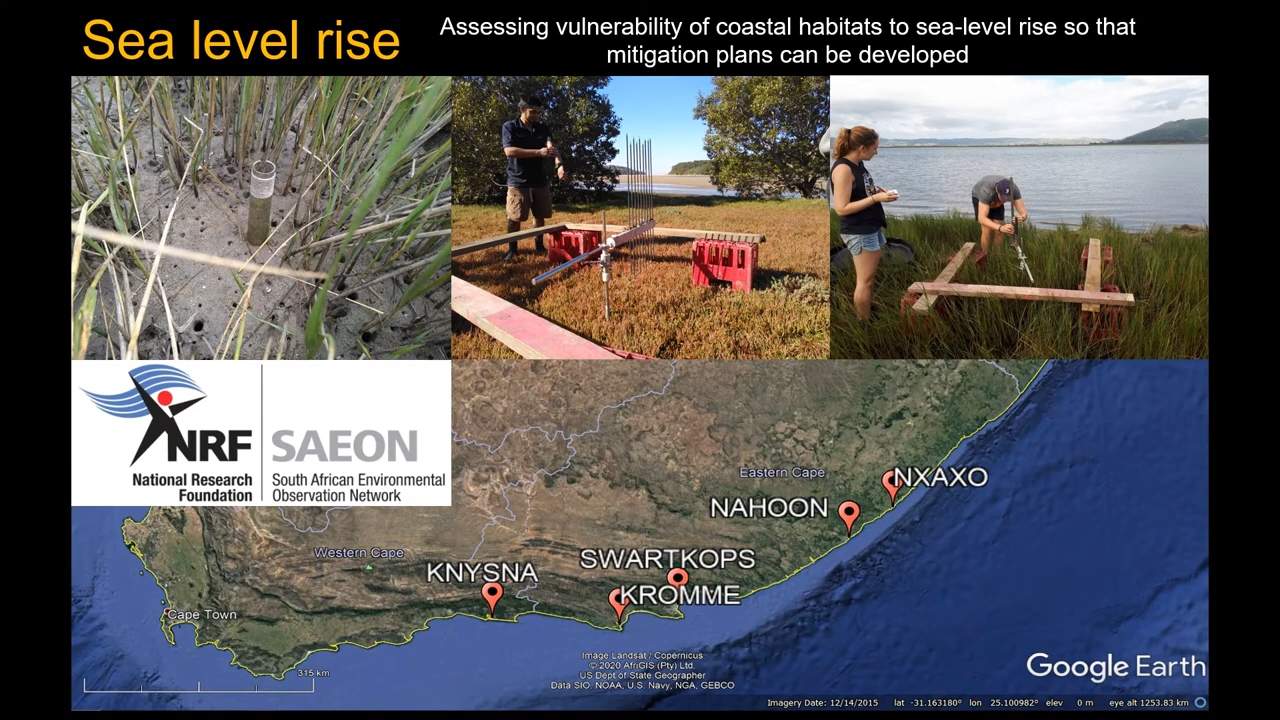 Sea level rise
Assessing vulnerability of coastal habitats to sea-level rise so that
mitigation plans can be developed
NRF
National Research
Foundation
SAEON
South African Environmental
Observation Network
Eastern Cape
NXAXO
NAHOON
Western Cape
SWARTKOPS
KNYSNA
KROMME
Cape Town
315 km
Image Landsat / Copernicus
© 2020 AfriGIS (Pty) Ltd.
US Dept of State Geographer
Data SIO, NOAA, U.S. Navy, NGA, GEBCO
Google Earth
Imagery Date: 12/14/2015 lat -31.163180° lon 25.100982° elev 0 m eye alt 1253.83 km